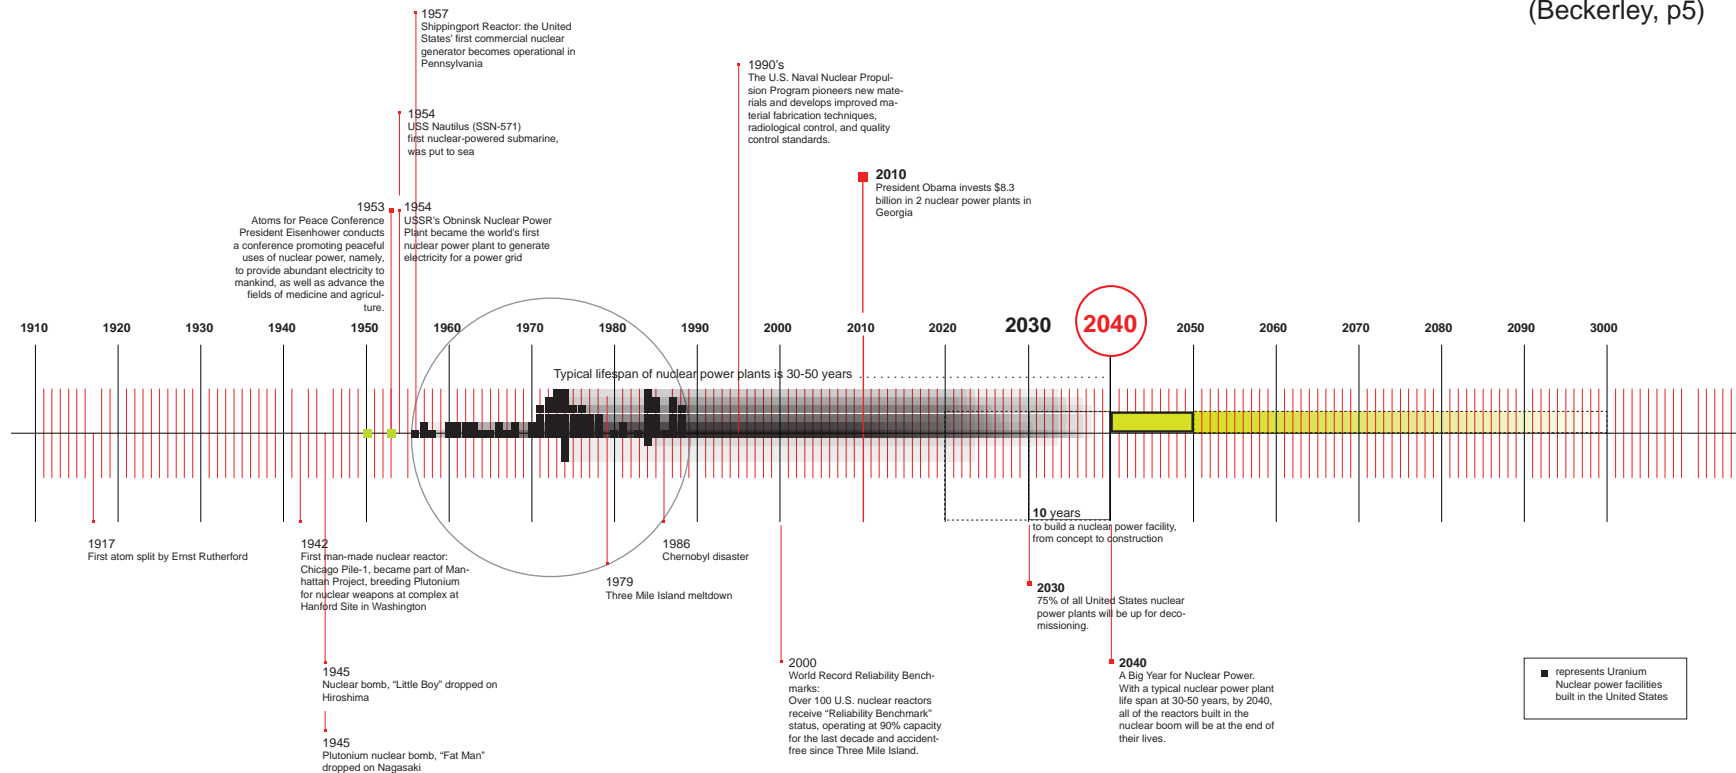 (Beckerley, p5)
1957
Shippingport Reactor: the United
States’ first commercial nuclear
generator becomes operational in
Pennsylvania
1954
USS Nautilus (SSN-571)
first nuclear-powered submarine,
was put to sea
1953
Atoms for Peace Conference
President Eisenhower conducts
a conference promoting peaceful
uses of nuclear power, namely,
to provide abundant electricity to
mankind, as well as advance the
fields of medicine and agricul-
ture.
1954
USSR’s Obninsk Nuclear Power
Plant became the world’s first
nuclear power plant to generate
electricity for a power grid
1990’s
The U.S. Naval Nuclear Propul-
sion Program pioneers new mate-
rials and develops improved ma-
terial fabrication techniques,
radiological control, and quality
control standards.
2010
President Obama invests $8.3
billion in 2 nuclear power plants in
Georgia
1910 1920 1930 1940 1950 1960 1970 1980 1990 2000 2010 2020 2030 2040 2050 2060 2070 2080 2090 3000
Typical lifespan of nuclear power plants is 30-50 years
10 years
to build a nuclear power facility,
from concept to construction
1917
First atom split by Ernst Rutherford
1942
First man-made nuclear reactor:
Chicago Pile-1, became part of Man-
hattan Project, breeding Plutonium
for nuclear weapons at complex at
Hanford Site in Washington
1986
Chernobyl disaster
1979
Three Mile Island meltdown
2030
75% of all United States nuclear
power plants will be up for deco-
missioning.
1945
Nuclear bomb, “Little Boy” dropped on
Hiroshima
1945
Plutonium nuclear bomb, “Fat Man”
dropped on Nagasaki
2000
World Record Reliability Bench-
marks:
Over 100 U.S. nuclear reactors
receive “Reliability Benchmark”
status, operating at 90% capacity
for the last decade and accident-
free since Three Mile Island.
2040
A Big Year for Nuclear Power.
With a typical nuclear power plant
life span at 30-50 years, by 2040,
all of the reactors built in the
nuclear boom will be at the end of
their lives.
represents Uranium
Nuclear power facilities
built in the United States